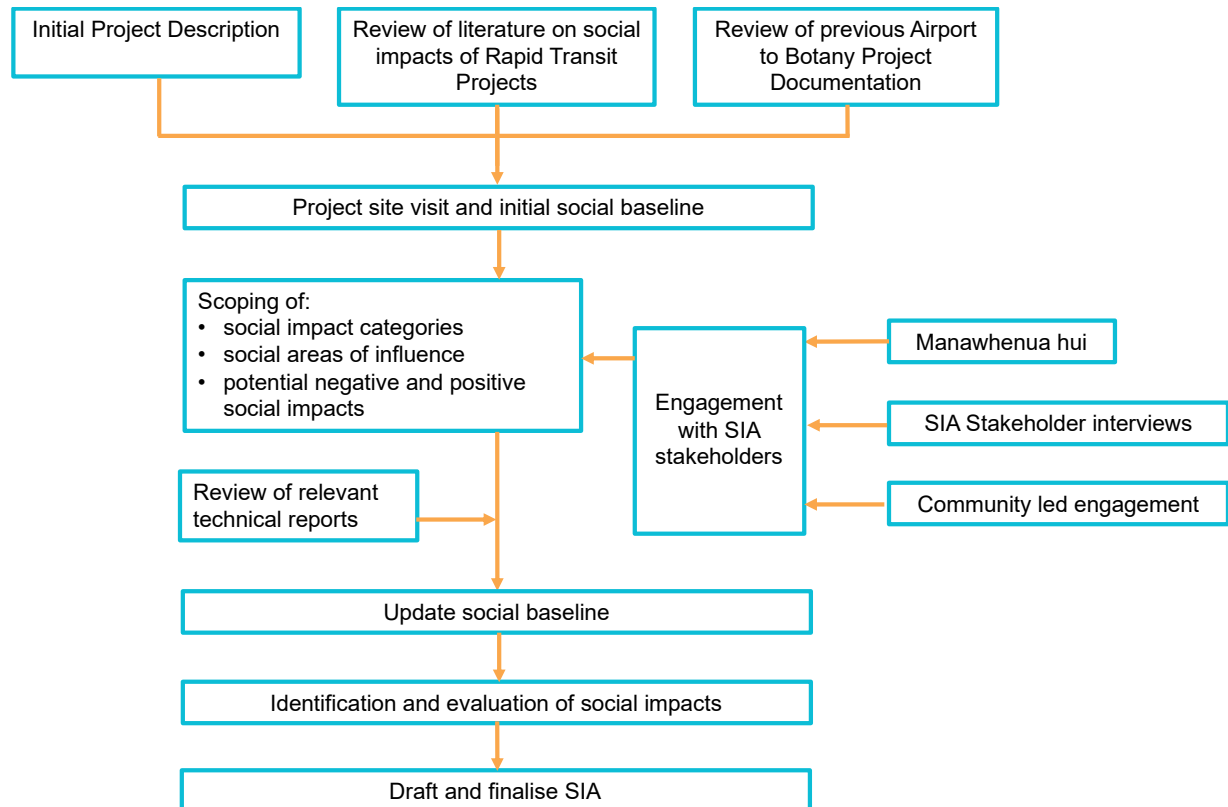 Initial Project Description
Review of literature on social
impacts of Rapid Transit
Projects
Review of previous Airport
to Botany Project
Documentation
Project site visit and initial social baseline
Scoping of:
• social impact categories
• social areas of influence
• potential negative and positive
social impacts
Engagement
with SIA
stakeholders
Manawhenua hui
SIA Stakeholder interviews
Community led engagement
Review of relevant
technical reports
Update social baseline
Identification and evaluation of social impacts
Draft and finalise SIA